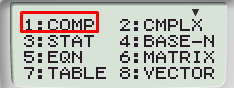 1:COMP 2:CMPLX
3:STAT 4:BASE-N
5:EQN 6:MATRIX
7:TABLE 8:VECTOR